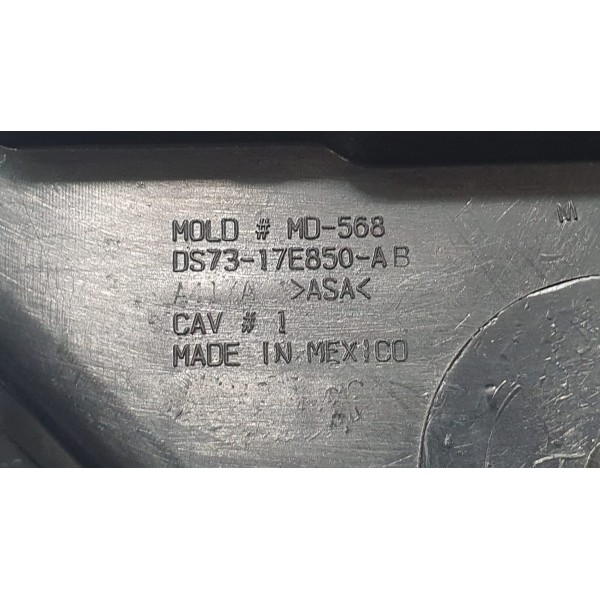 MOLD # MD-568
DS73-17E850-AB
>ASA<
CAV # 1
MADE IN MEXICO